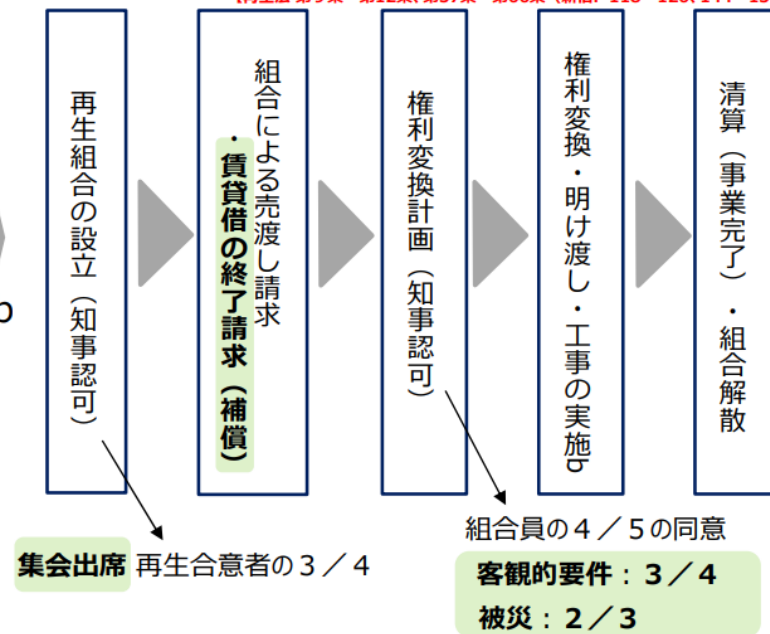 再生組合の設立（知事認可）
組合による売渡し請求
・賃貸借の終了請求（補償）
権利変換計画（知事認可）
権利変換・明け渡し・工事の実施b
清算（事業完了）・組合解散
集会出席 再生合意者の３／４
組合員の４／５の同意
客観的要件：３／４
被災：２／３